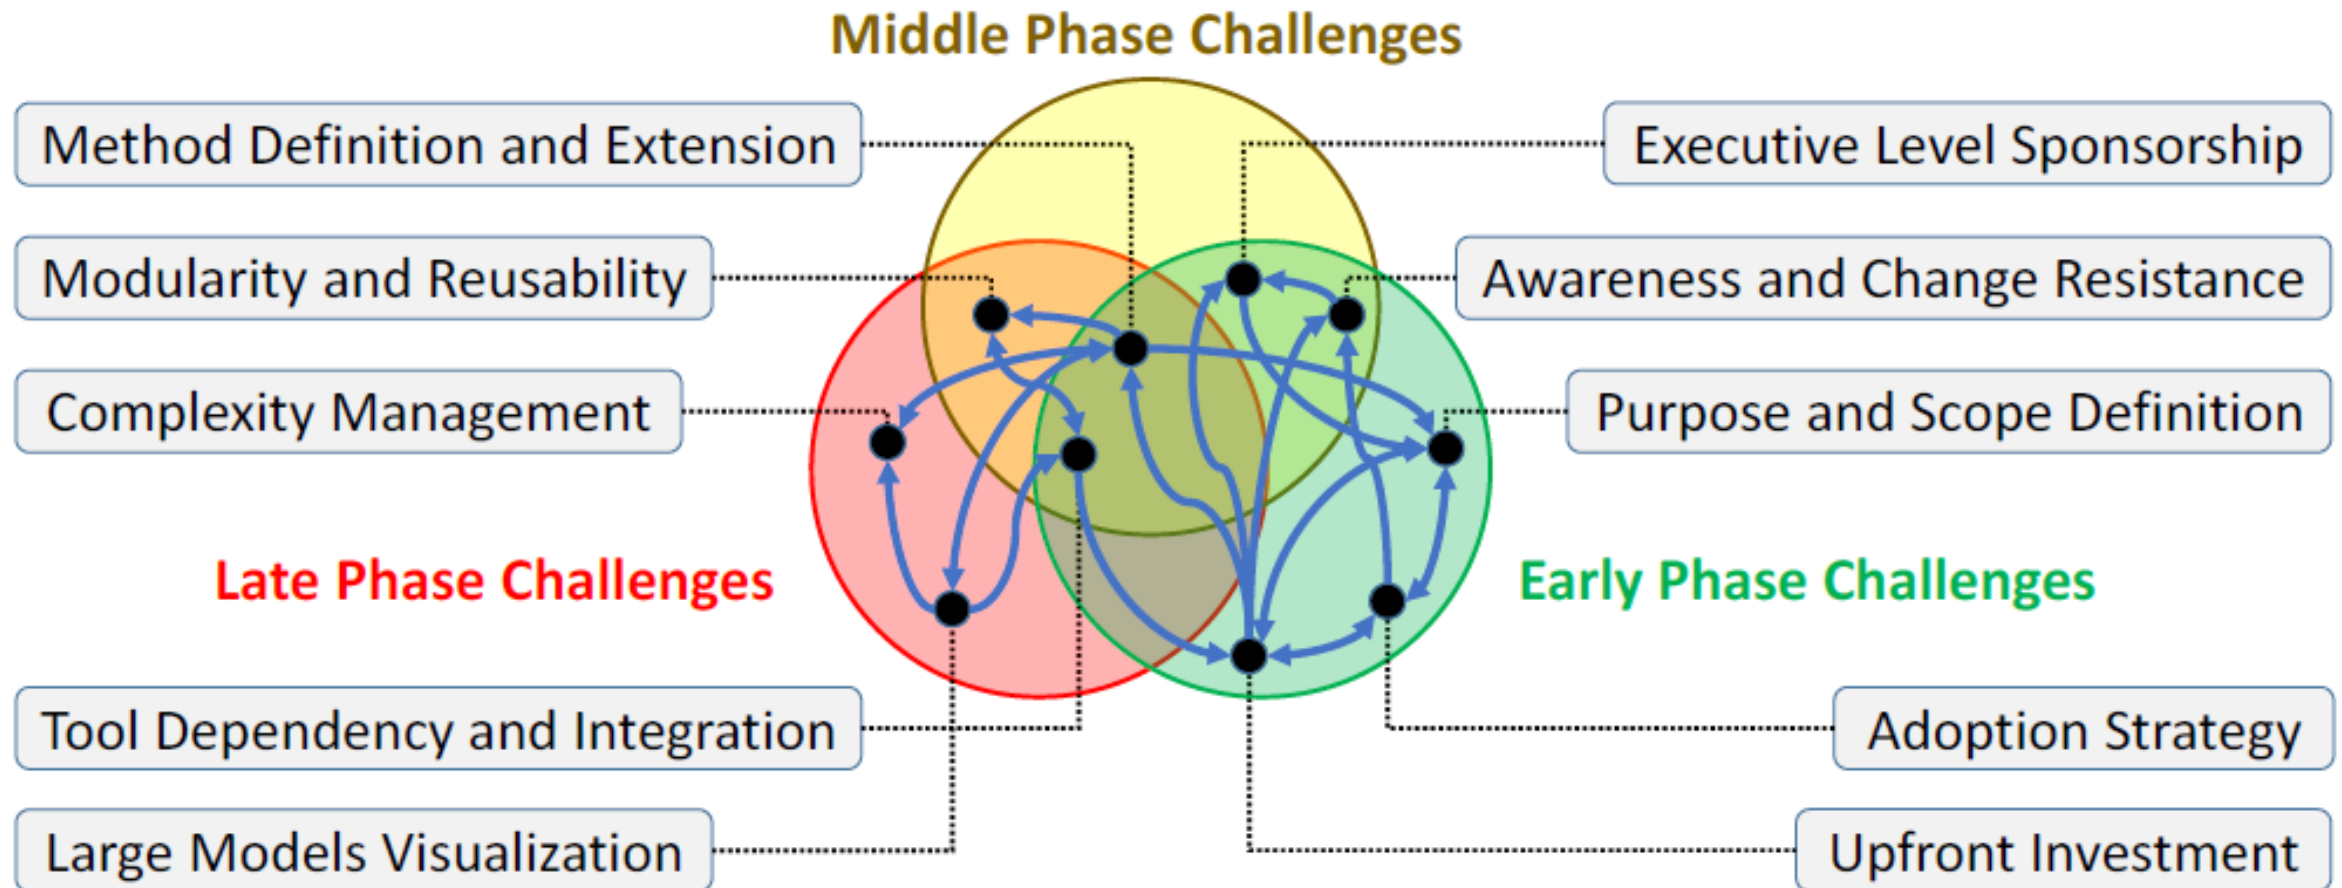 Middle Phase Challenges
Method Definition and Extension
Executive Level Sponsorship
Modularity and Reusability
Awareness and Change Resistance
Complexity Management
Purpose and Scope Definition
Late Phase Challenges
Early Phase Challenges
Tool Dependency and Integration
Adoption Strategy
Large Models Visualization
Upfront Investment